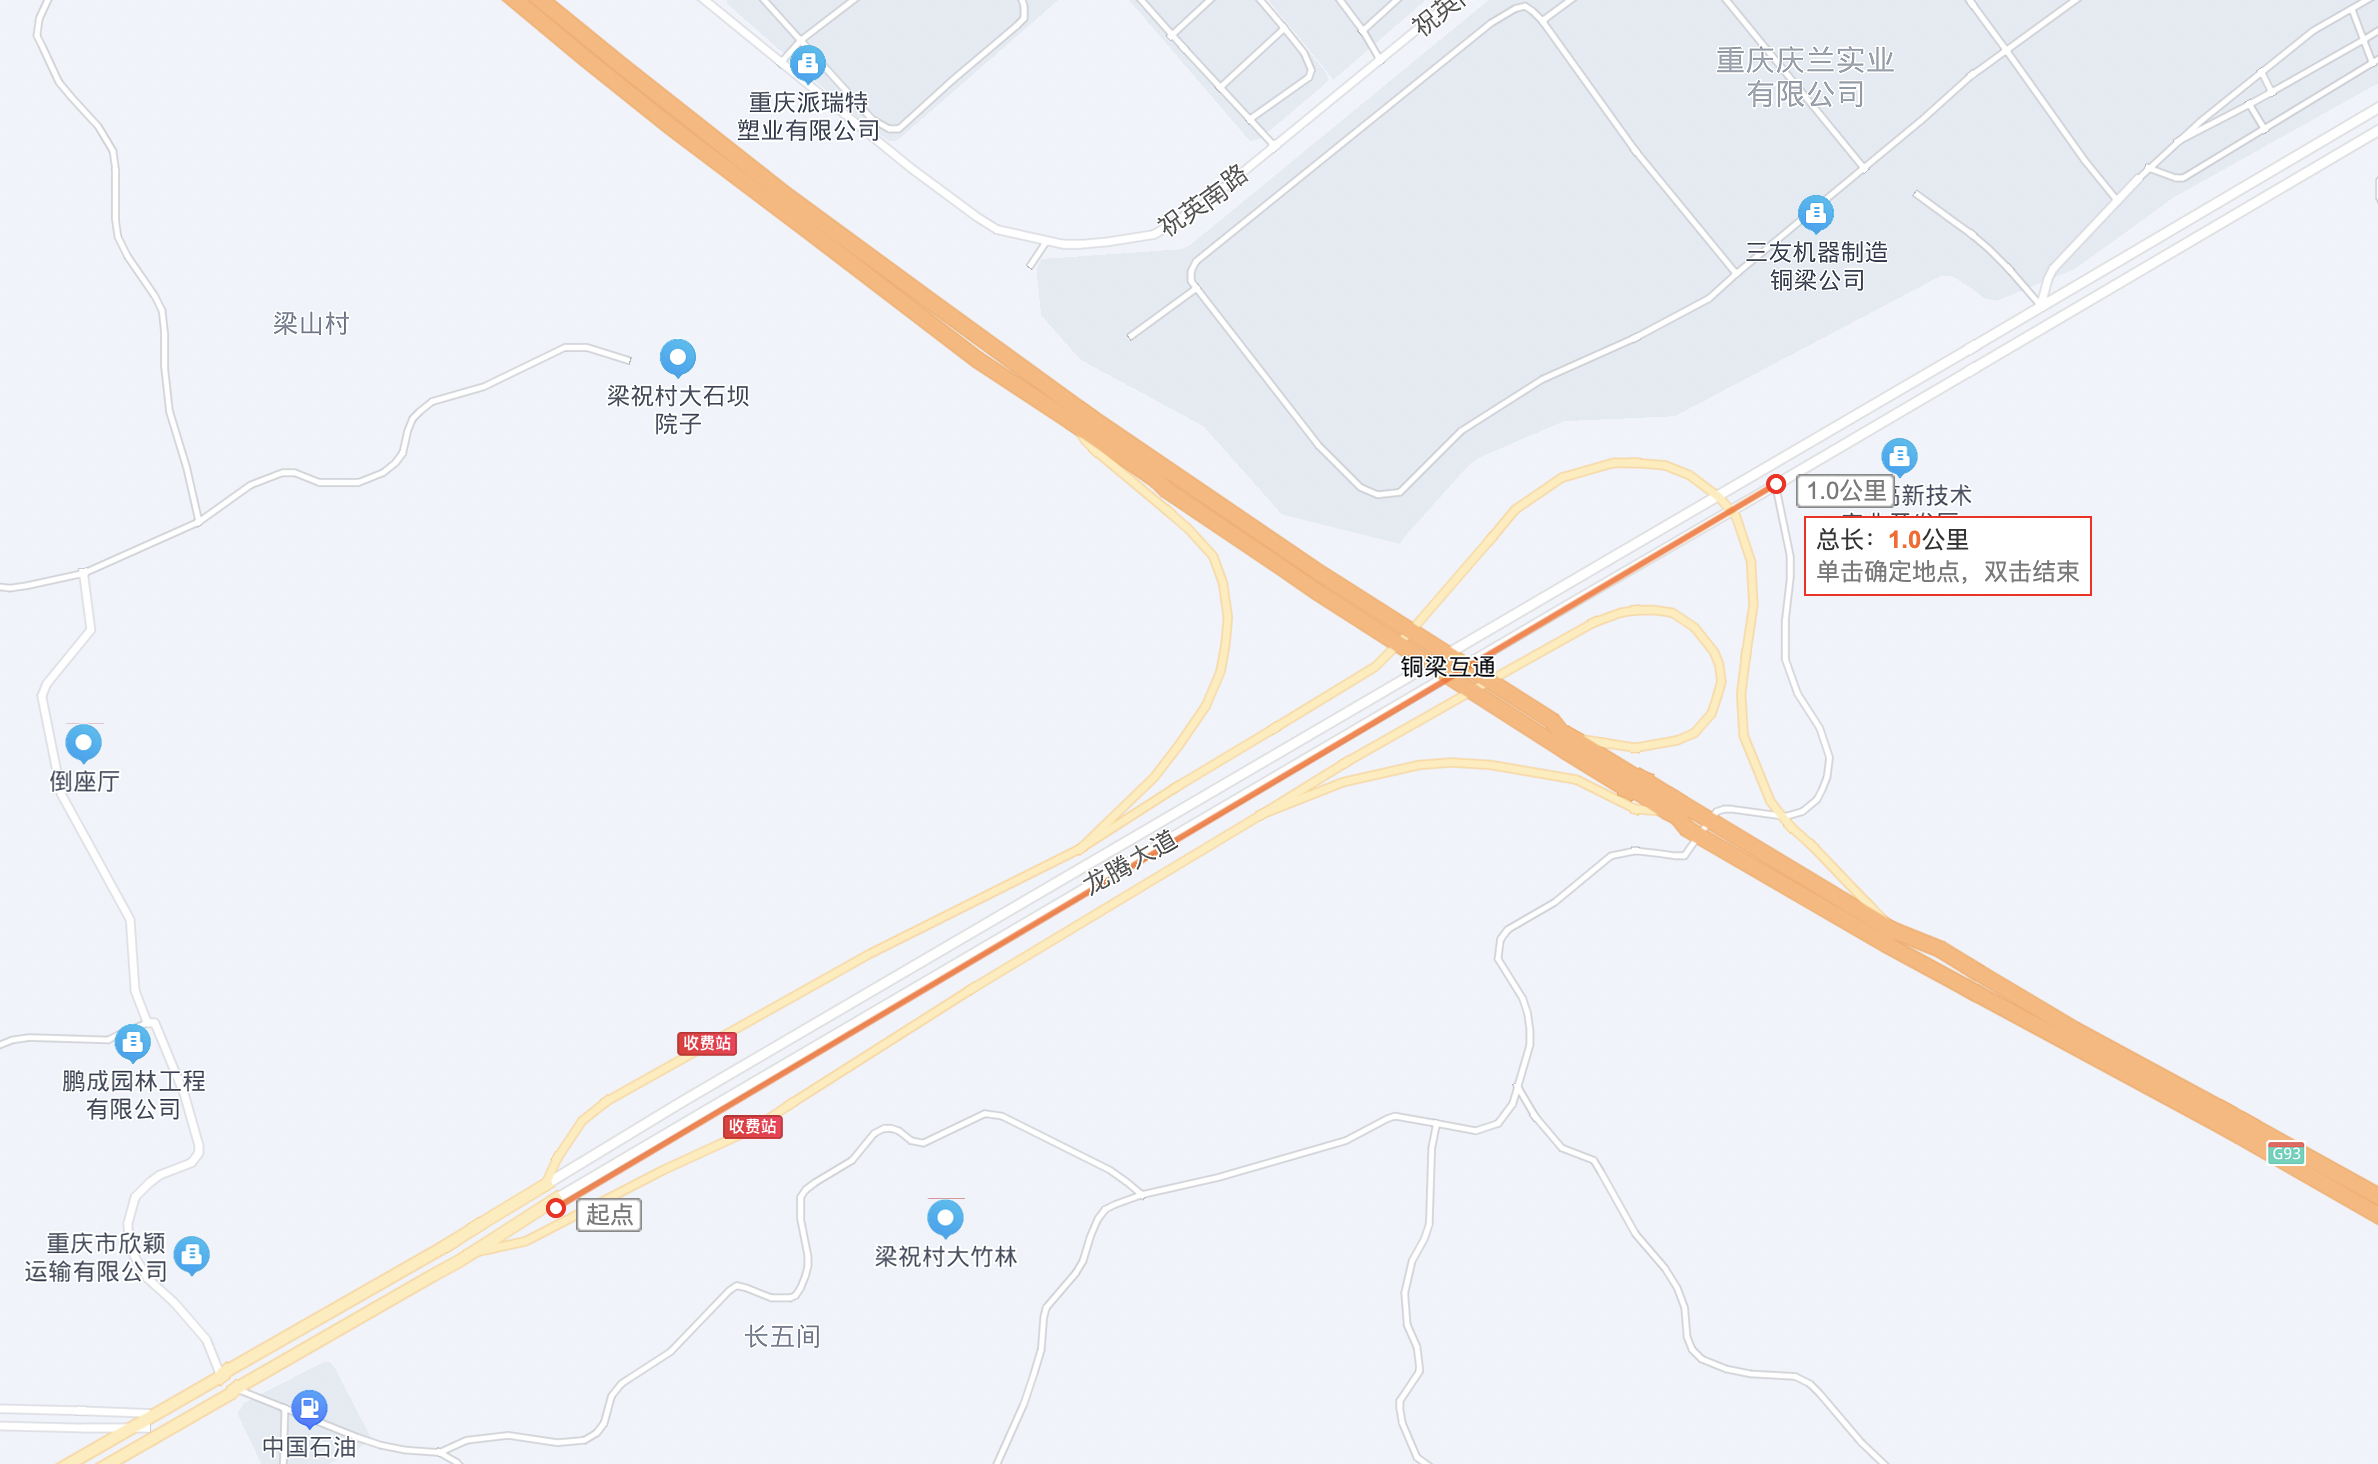 祝英
重庆派瑞特
塑业有限公司
重庆庆兰实业
有限公司
祝英南路
三友机器制造
铜梁公司
梁山村
梁祝村大石坝
院子
1.0公里
高新技术
总长：1.0公里
单击确定地点，双击结束
铜梁互通
倒座厅
龙腾大道
收费站
鹏成园林工程
有限公司
收费站
G93
起点
重庆市欣颖
运输有限公司
梁祝村大竹林
长五间
中国石油